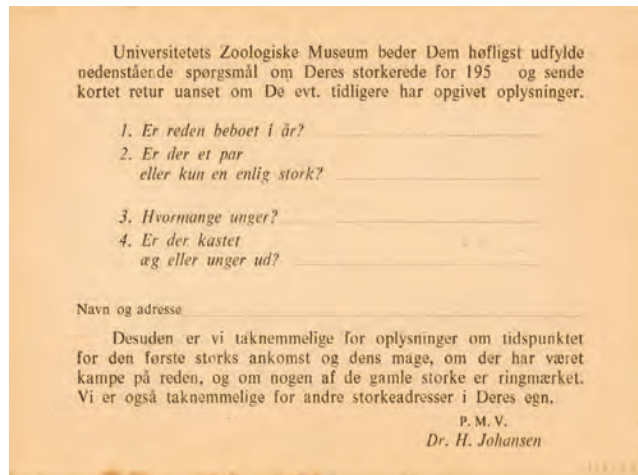 Universitetets Zoologiske Museum beder Dem høfligst udfylde
nedenstående spørgsmål om Deres storkerede for 195 og sende
kortet retur uanset om De evt. tidligere har opgivet oplysninger.
1. Er reden beboet i år?
2. Er der et par
eller kun en enlig stork?
3. Hvormange unger?
4. Er der kastet
æg eller unger ud?
Navn og adresse
Desuden er vi taknemmelige for oplysninger om tidspunktet
for den første storks ankomst og dens mage, om der har været
kampe på reden, og om nogen af de gamle storke er ringmærket.
Vi er også taknemmelige for andre storkeadresser i Deres egn.
P. M. V.
Dr. H. Johansen